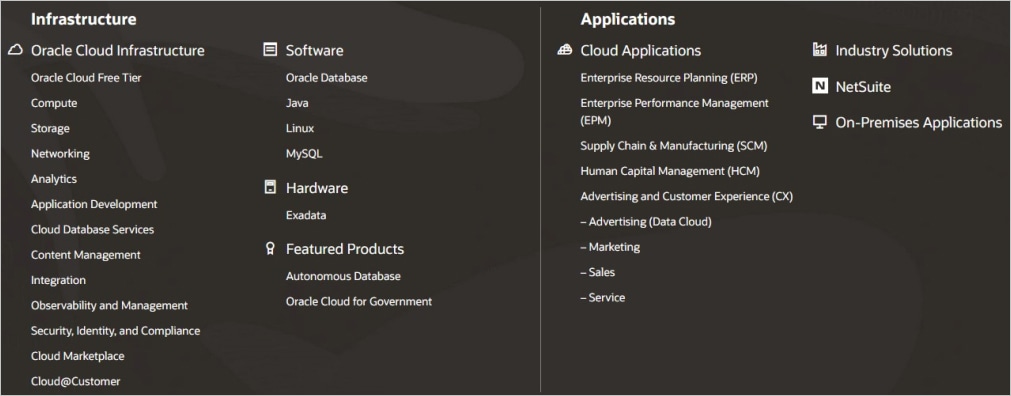 Infrastructure
Oracle Cloud Infrastructure
Oracle Cloud Free Tier
Compute
Storage
Networking
Analytics
Application Development
Cloud Database Services
Content Management
Integration
Observability and Management
Security, Identity, and Compliance
Cloud Marketplace
Cloud@Customer
Software
Oracle Database
Java
Linux
MySQL
Hardware
Exadata
Featured Products
Autonomous Database
Oracle Cloud for Government
Applications
Cloud Applications
Enterprise Resource Planning (ERP)
Enterprise Performance Management
(EPM)
Supply Chain & Manufacturing (SCM)
Human Capital Management (HCM)
Advertising and Customer Experience (CX)
– Advertising (Data Cloud)
– Marketing
– Sales
– Service
Industry Solutions
N NetSuite
On-Premises Applications